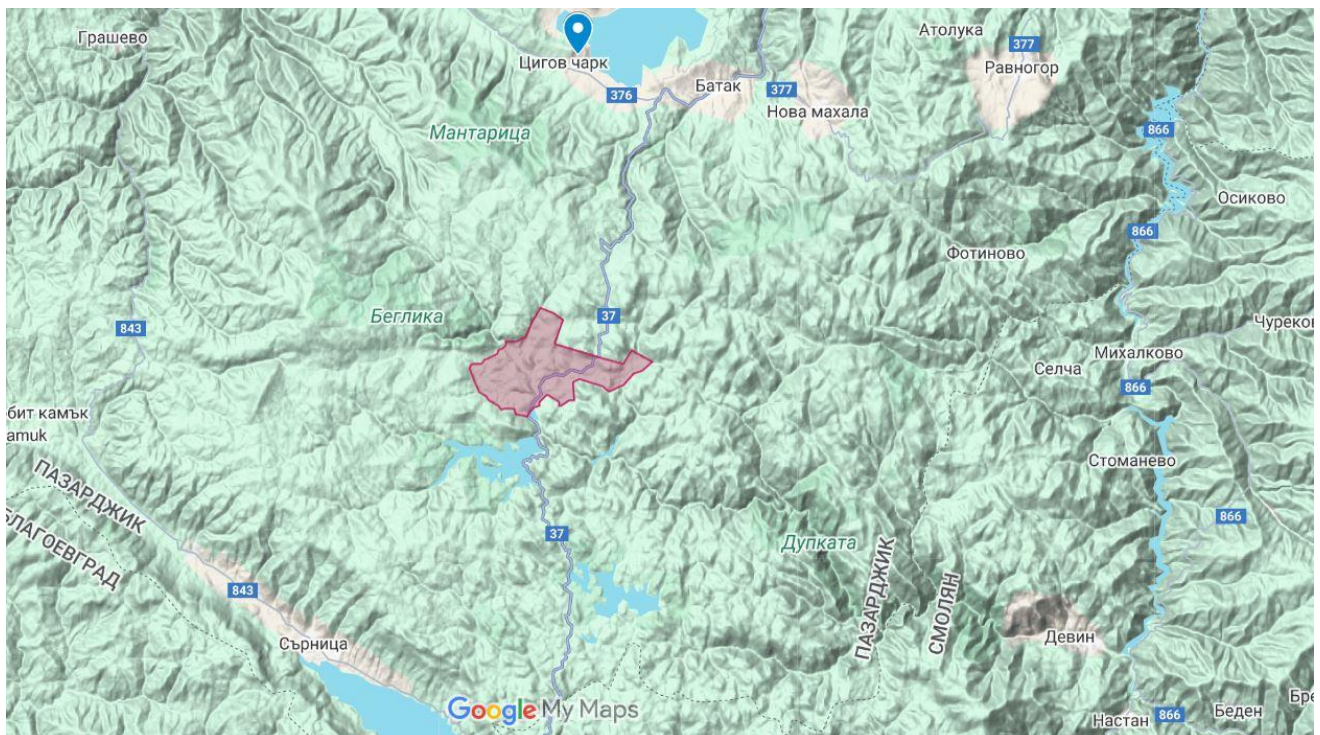 Грашево
Цигов чарк
Атолука
377
Равногор
376
Батак
377
Нова махала
866
Мантарица
Осиково
866
Фотиново
Беглика
37
843
Чуреков
Михалково
Селча
866
бит камък
amuk
Стоманево
ПАЗАРДЖИК
БЛАГОЕВГРАД
866
37
Дупката
843
ПАЗАРДЖИК
СМОЛЯН
Девин
Сърница
Google My Maps
Настан
866
Беден
Бре